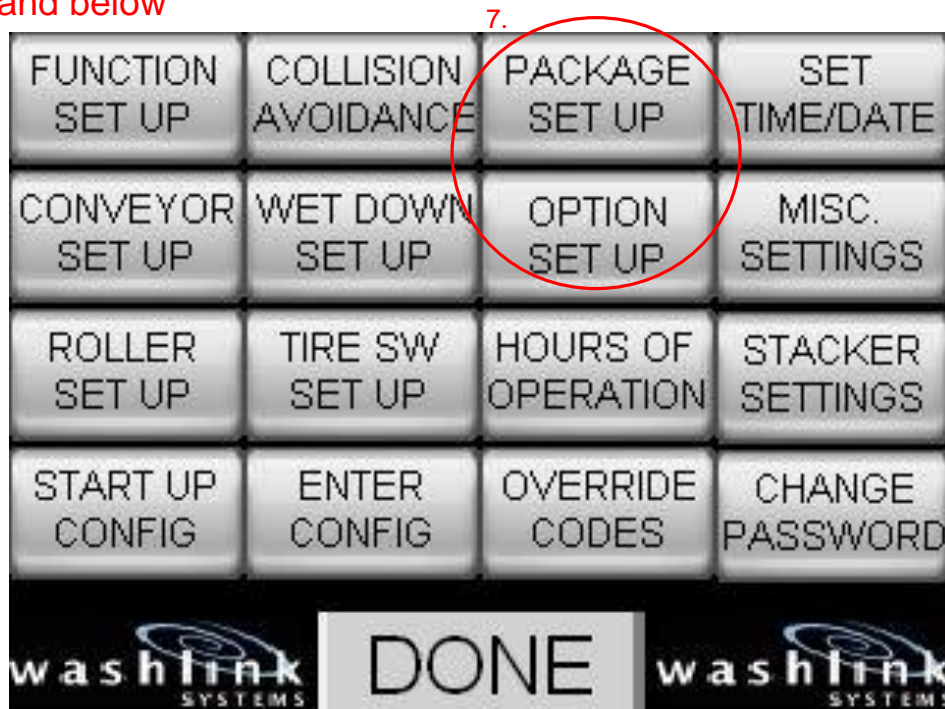 and below
7.
FUNCTION
SET UP
COLLISION
AVOIDANCE
PACKAGE
SET UP
SET
TIME/DATE
CONVEYOR
SET UP
WET DOWN
SET UP
OPTION
SET UP
MISC.
SETTINGS
ROLLER
SET UP
TIRE SW
SET UP
HOURS OF
OPERATION
STACKER
SETTINGS
START UP
CONFIG
ENTER
CONFIG
OVERRIDE
CODES
CHANGE
PASSWORD
washlink
SYSTEMS
DONE
washlink
SYSTEMS